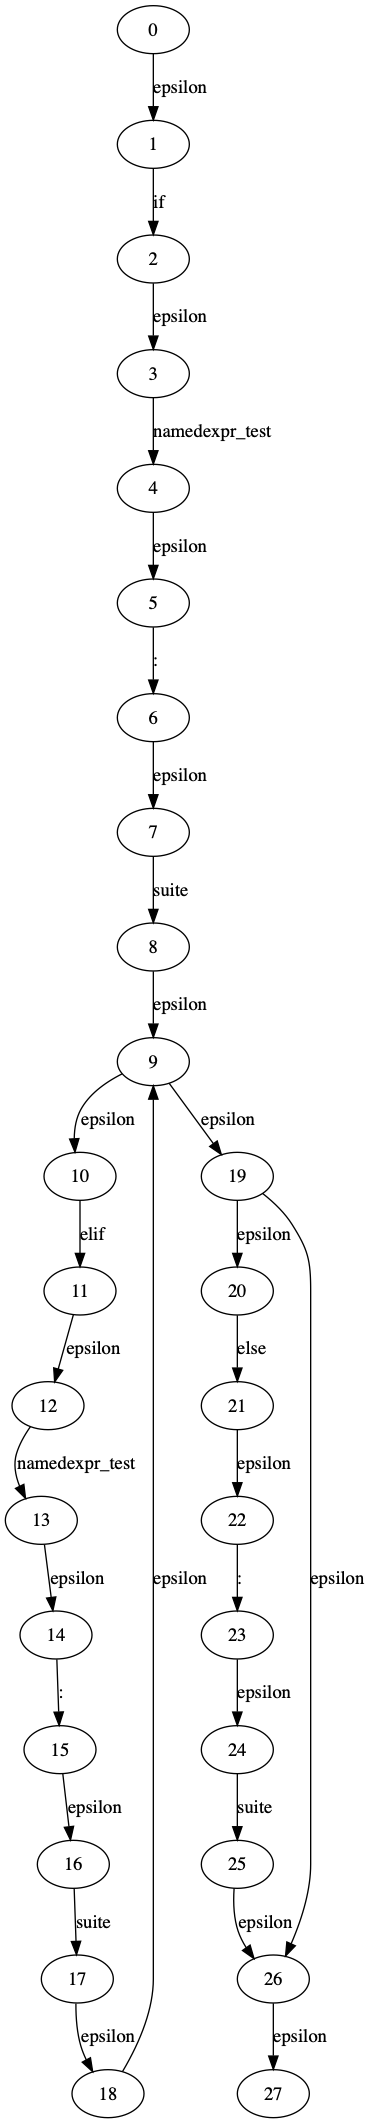 0
epsilon
1
if
2
epsilon
3
namedexpr_test
4
epsilon
5
:
6
epsilon
7
suite
8
epsilon
9
epsilon
epsilon
10
19
elif
epsilon
11
20
epsilon
else
12
21
namedexpr_test
epsilon
13
22
epsilon
epsilon
:
epsilon
14
23
:
epsilon
15
24
epsilon
suite
16
25
suite
epsilon
17
26
epsilon
epsilon
18
27